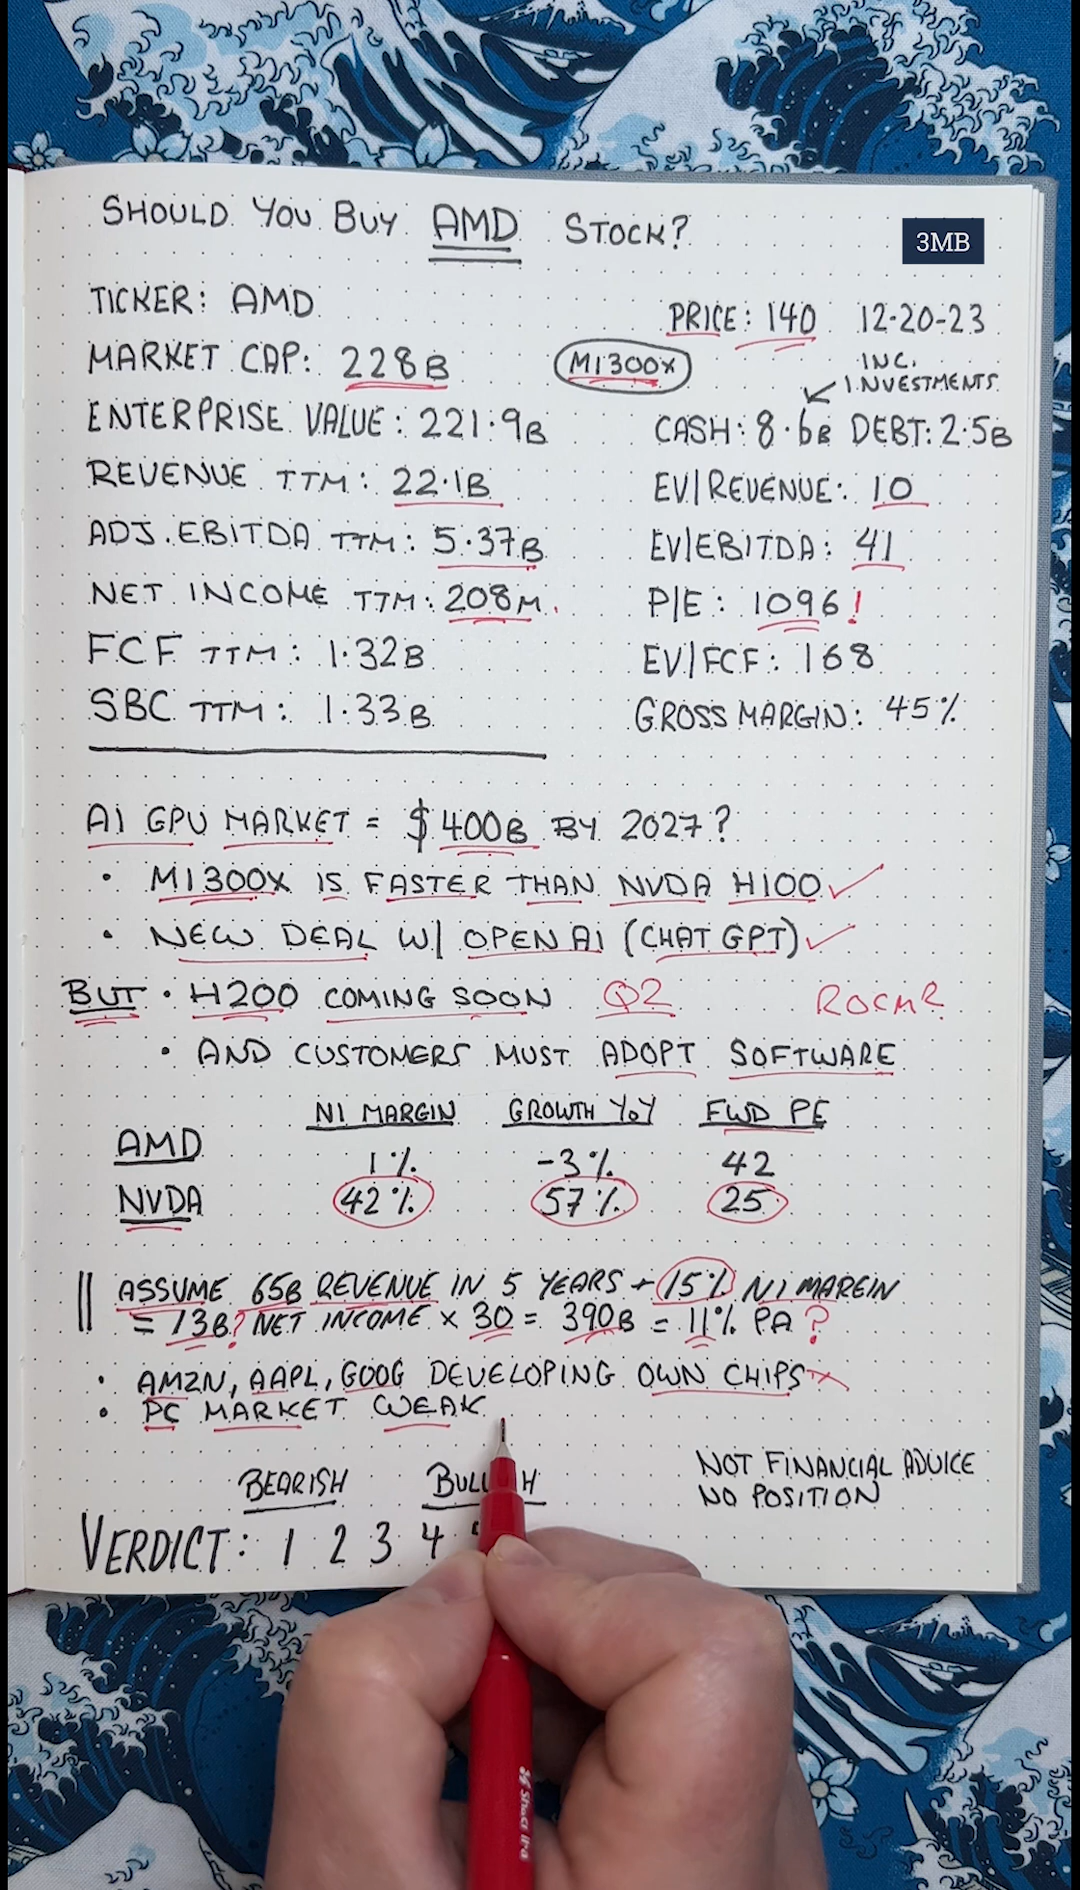 SHOULD YOU BUY AMD STOCK?
3MB
TICKER: AMD
PRICE: 140 12-20-23
MARKET CAP: 228B
MI300X
INC.
INVESTMENTS
ENTERPRISE VALUE: 221.9B
CASH: 8.6B DEBT: 2.5B
REVENUE TTM: 22.1B
EV/REVENUE: 10
ADJ. EBITDA TTM: 5.37B
EV/EBITDA: 41
NET INCOME TTM: 208M
P/E: 1096!
FCF TTM: 1.32B
EV/FCF: 168
SBC TTM: 1.33B
GROSS MARGIN: 45%
AI GPU MARKET = $400B BY 2027?
• MI300X IS FASTER THAN NVDA H100
• NEW DEAL W/ OPEN AI (CHAT GPT)
BUT • H200 COMING SOON Q2 ROCM?
• AND CUSTOMERS MUST ADOPT SOFTWARE
NI MARGIN GROWTH YoY FWD PE
AMD 1% -3% 42
NVDA 42% 57% 25
ASSUME 65B REVENUE IN 5 YEARS + 15% NI MAREIN
= 13B? NET INCOME x 30 = 390B = 11% PA?
• AMZN, AAPL, GOOG DEVELOPING OWN CHIPS
• PC MARKET WEAK
BEARISH
NOT FINANCIAL ADVICE
NO POSITION
VERDICT: 1 2 3 4
Shaca Ira